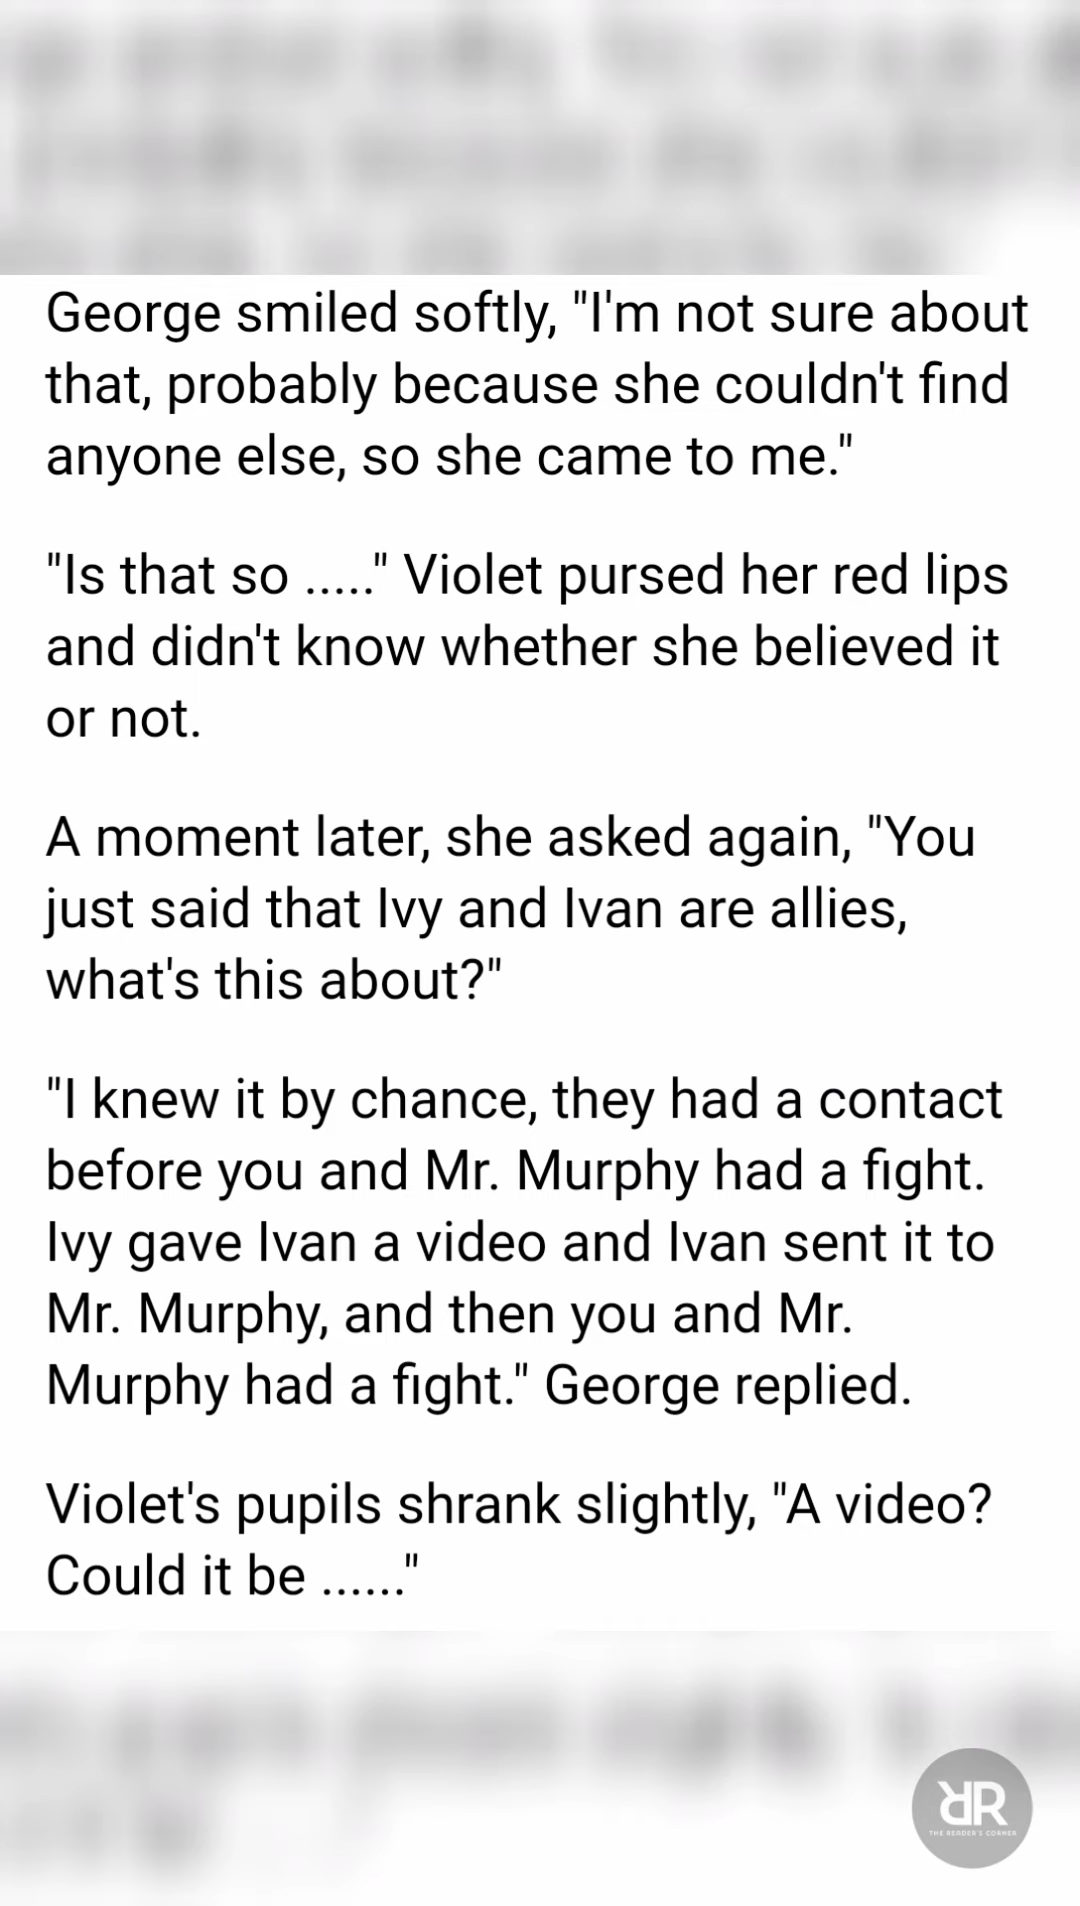 George smiled softly, "I'm not sure about
that, probably because she couldn't find
anyone else, so she came to me."
"Is that so ....." Violet pursed her red lips
and didn't know whether she believed it
or not.
A moment later, she asked again, "You
just said that Ivy and Ivan are allies,
what's this about?"
"I knew it by chance, they had a contact
before you and Mr. Murphy had a fight.
Ivy gave Ivan a video and Ivan sent it to
Mr. Murphy, and then you and Mr.
Murphy had a fight." George replied.
Violet's pupils shrank slightly, "A video?
Could it be ......"
RR
THE READER'S CORNER